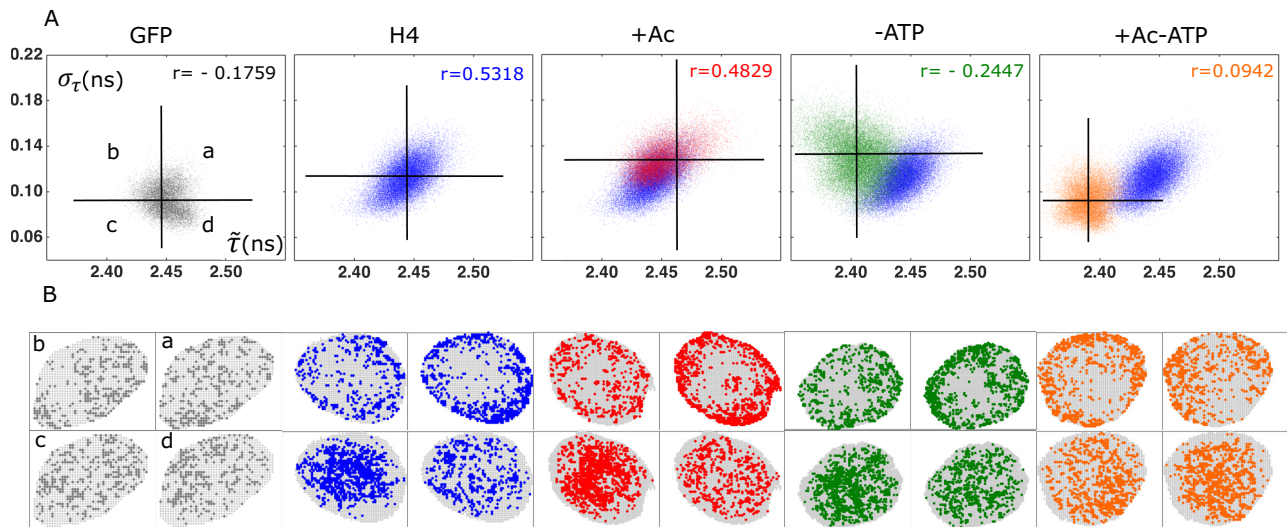 A
GFP H4 +Ac -ATP +Ac-ATP
0.22
0.18
0.14
0.10
0.06
στ(ns)
r= - 0.1759
r=0.5318
r=0.4829
r= - 0.2447
r=0.0942
b a
c d
τ̃(ns)
2.40 2.45 2.50 2.40 2.45 2.50 2.40 2.45 2.50 2.40 2.45 2.50 2.40 2.45 2.50
B
b a
c d